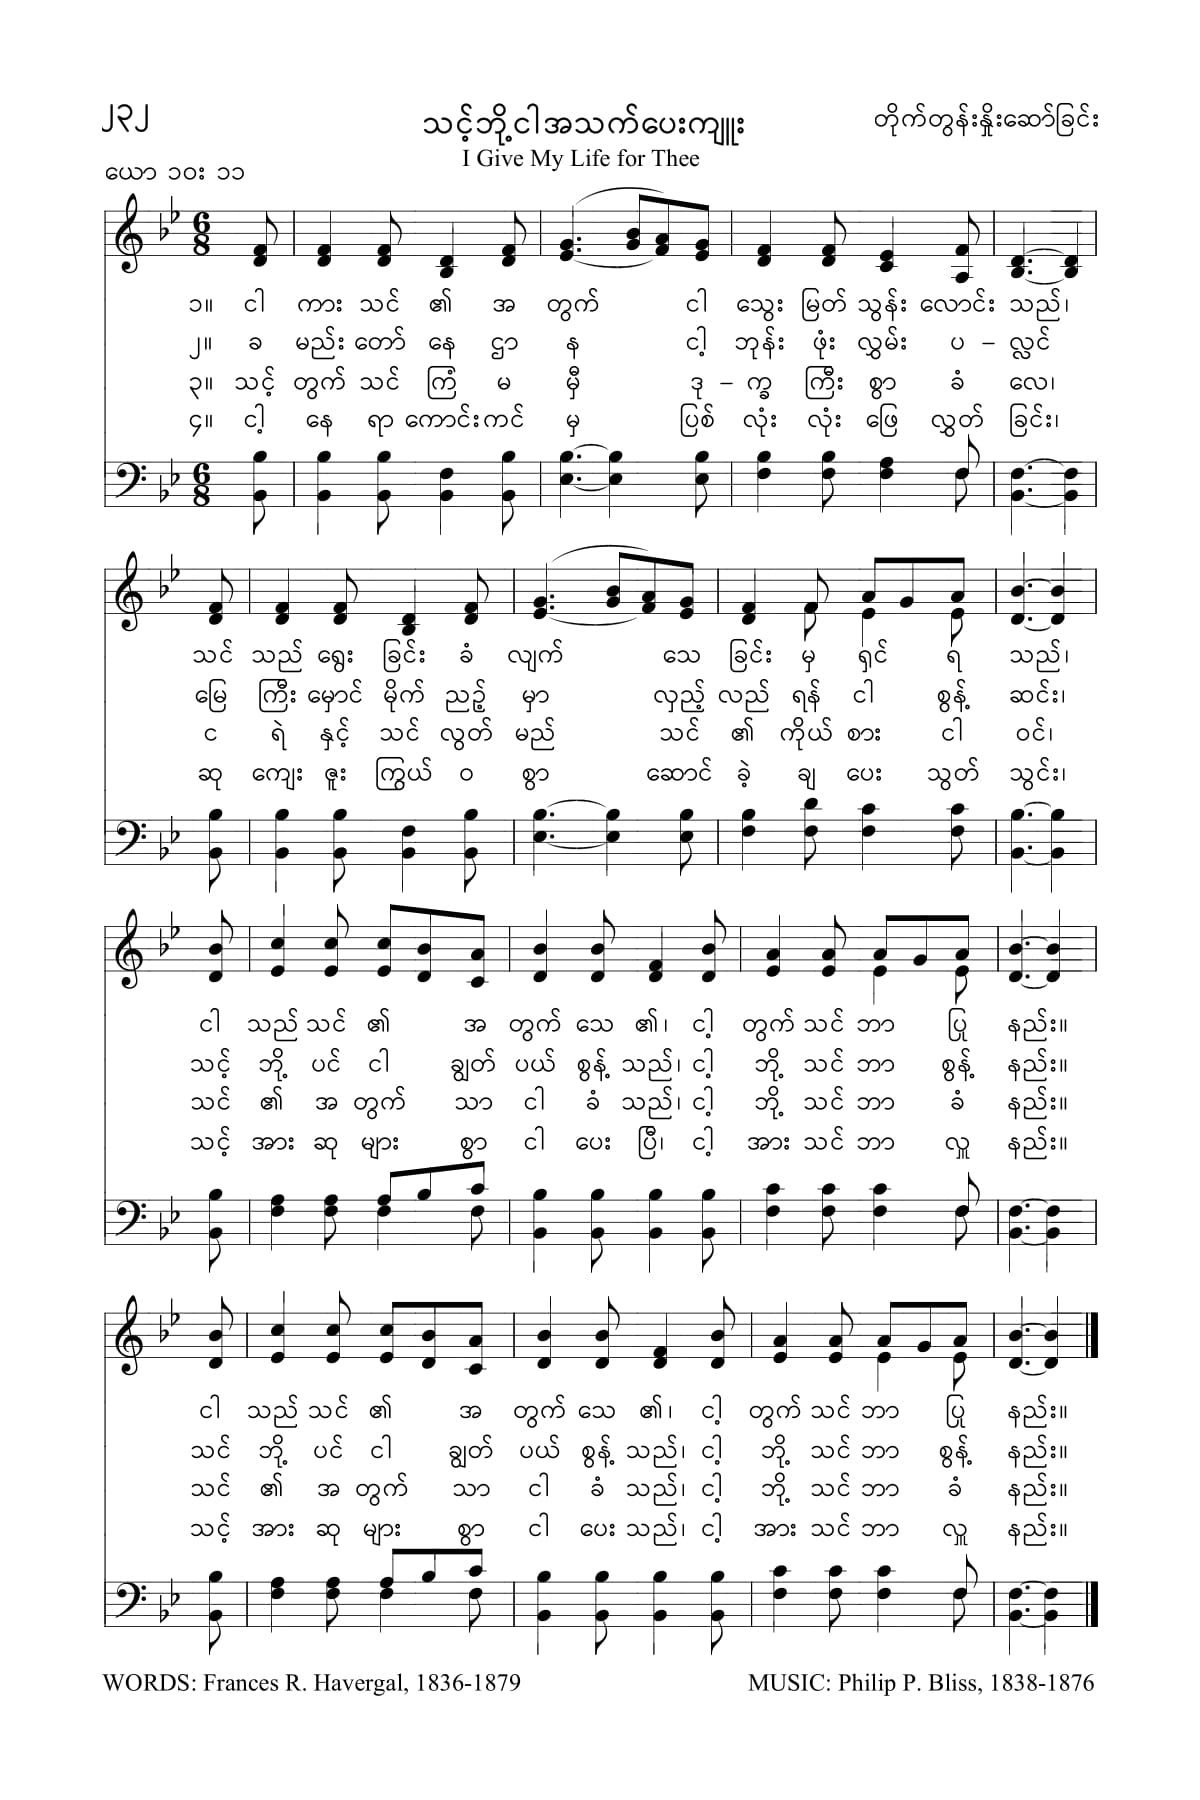 ၂၃၂
သင့်ဘို့ငါအသက်ပေးကျူး
တိုက်တွန်းနှိုးဆော်ခြင်း
I Give My Life for Thee
ယော ၁၀း ၁၁
၁။ ငါ ကား သင် ၏ အ တွက် ငါ သွေး မြတ် သွန်း လောင်း သည်၊
၂။ ခ မည်း တော် နေ ဌာ န ငါ့ ဘုန်း ဖုံး လွှမ်း ပ – လ္လင်
၃။ သင့် တွက် သင် ကြံ မ မှီ ဒု – က္ခ ကြီး စွာ ခံ လေ၊
၄။ ငါ့ နေ ရာ ကောင်း ကင် မှ ပြစ် လုံး လုံး ဖြေ လွှတ် ခြင်း၊
သင် သည် ရွေး ခြင်း ခံ လျက် သေ ခြင်း မှ ရှင် ရ သည်၊
မြေ ကြီး မှောင် မိုက် ညဉ့် မှာ လှည့် လည် ရန် ငါ စွန့် ဆင်း၊
င ရဲ နှင့် သင် လွတ် မည် သင် ၏ ကိုယ် စား ငါ ဝင်၊
ဆု ကျေး ဇူး ကြွယ် ဝ စွာ ဆောင် ခဲ့ ချ ပေး သွတ် သွင်း၊
ငါ သည် သင် ၏ အ တွက် သေ ၏၊ ငါ့ တွက် သင် ဘာ ပြု နည်း။
သင့် ဘို့ ပင် ငါ ချွတ် ပယ် စွန့် သည်၊ ငါ့ ဘို့ သင် ဘာ စွန့် နည်း။
သင် ၏ အ တွက် သာ ငါ ခံ သည်၊ ငါ့ ဘို့ သင် ဘာ ခံ နည်း။
သင့် အား ဆု များ စွာ ငါ ပေး ပြီ၊ ငါ့ အား သင် ဘာ လှူ နည်း။
ငါ သည် သင် ၏ အ တွက် သေ ၏၊ ငါ့ တွက် သင် ဘာ ပြု နည်း။
သင် ဘို့ ပင် ငါ ချွတ် ပယ် စွန့် သည်၊ ငါ့ ဘို့ သင် ဘာ စွန့် နည်း။
သင် ၏ အ တွက် သာ ငါ ခံ သည်၊ ငါ့ ဘို့ သင် ဘာ ခံ နည်း။
သင့် အား ဆု များ စွာ ငါ ပေး သည်၊ ငါ့ အား သင် ဘာ လှူ နည်း။
WORDS: Frances R. Havergal, 1836-1879
MUSIC: Philip P. Bliss, 1838-1876